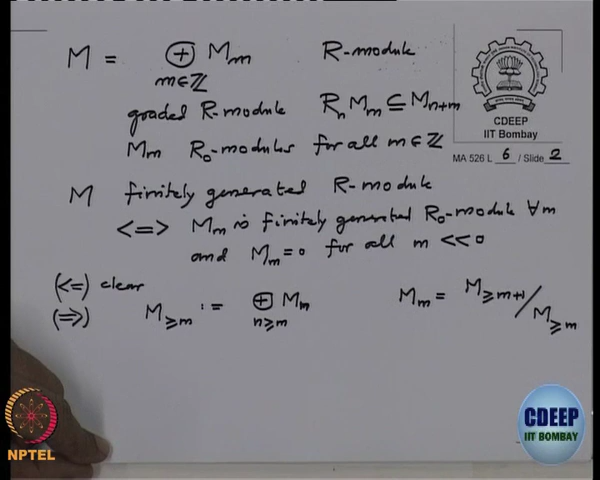 M = ⊕ M_m R-module
m∈ℤ
graded R-module R_n M_m ⊆ M_{n+m}
M_m R_0-modules for all m∈ℤ
M finitely generated R-module
<=> M_m is finitely generated R_0-module ∀m
and M_m = 0 for all m << 0
(<=) clear
(=>) M_{≥m} := ⊕ M_n M_m = M_{≥m+1}/M_{≥m}
n≥m
CDEEP
IIT Bombay
MA 526 L 6 / Slide 2
NPTEL
CDEEP
IIT BOMBAY